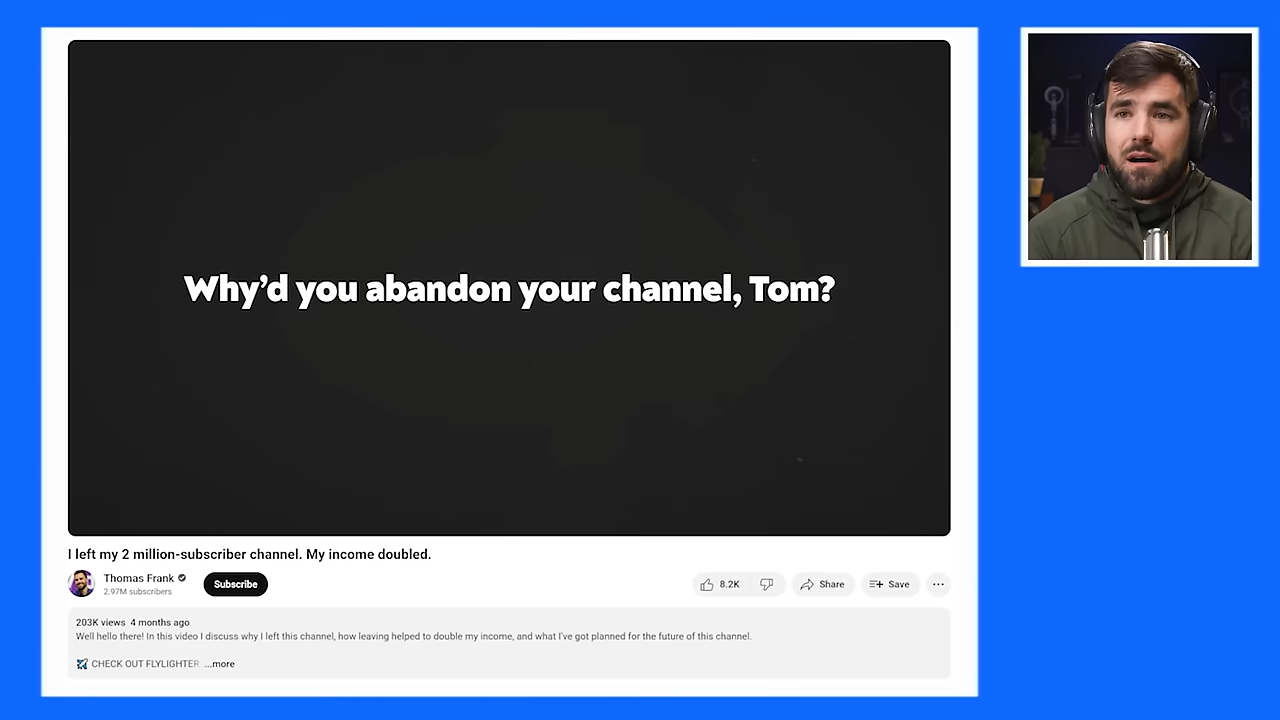 Why'd you abandon your channel, Tom?
I left my 2 million-subscriber channel. My income doubled.
Thomas Frank
2.97M subscribers
Subscribe
8.2K
Share
Save
203K views 4 months ago
Well hello there! In this video I discuss why I left this channel, how leaving helped to double my income, and what I've got planned for the future of this channel.
CHECK OUT FLYLIGHTER ...more